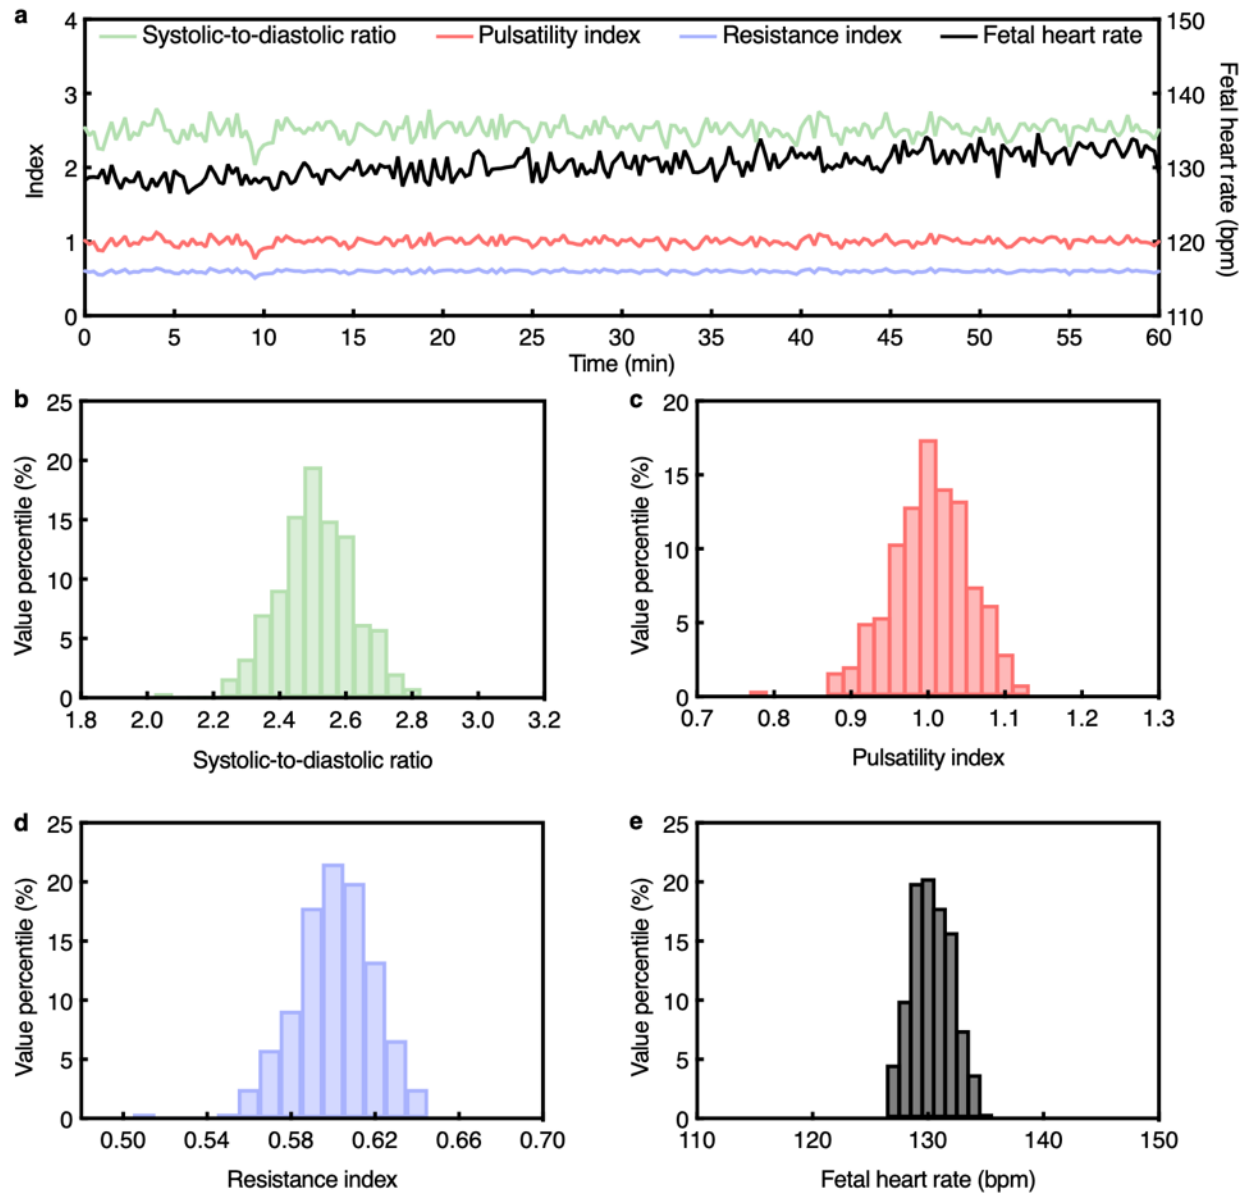 a
4
3
2
1
0
Index
Systolic-to-diastolic ratio Pulsatility index Resistance index Fetal heart rate
150
140
130
120
110
Fetal heart rate (bpm)
0 5 10 15 20 25 30 35 40 45 50 55 60
Time (min)
b
25
20
15
10
5
0
Value percentile (%)
1.8 2.0 2.2 2.4 2.6 2.8 3.0 3.2
Systolic-to-diastolic ratio
c
20
15
10
5
0
Value percentile (%)
0.7 0.8 0.9 1.0 1.1 1.2 1.3
Pulsatility index
d
25
20
15
10
5
0
Value percentile (%)
0.50 0.54 0.58 0.62 0.66 0.70
Resistance index
e
25
20
15
10
5
0
Value percentile (%)
110 120 130 140 150
Fetal heart rate (bpm)